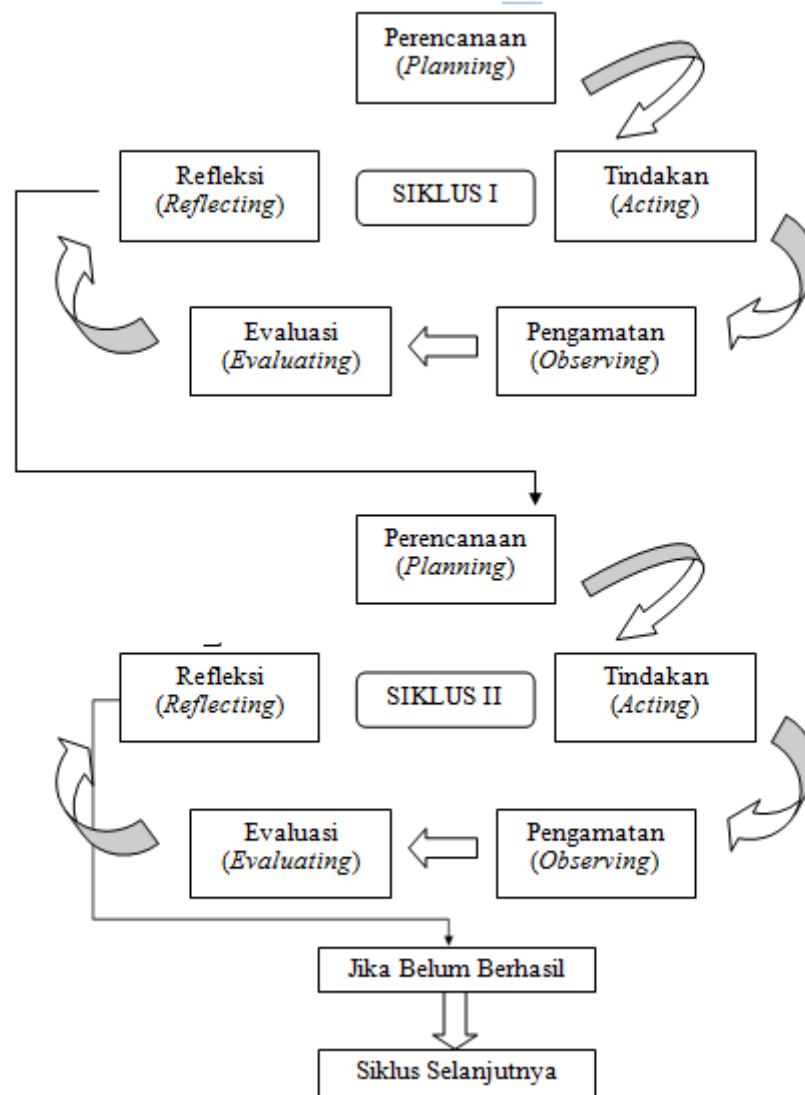 Perencanaan
(Planning)
Refleksi
(Reflecting)
SIKLUS I
Tindakan
(Acting)
Evaluasi
(Evaluating)
Pengamatan
(Observing)
Perencanaan
(Planning)
Refleksi
(Reflecting)
SIKLUS II
Tindakan
(Acting)
Evaluasi
(Evaluating)
Pengamatan
(Observing)
Jika Belum Berhasil
Siklus Selanjutnya